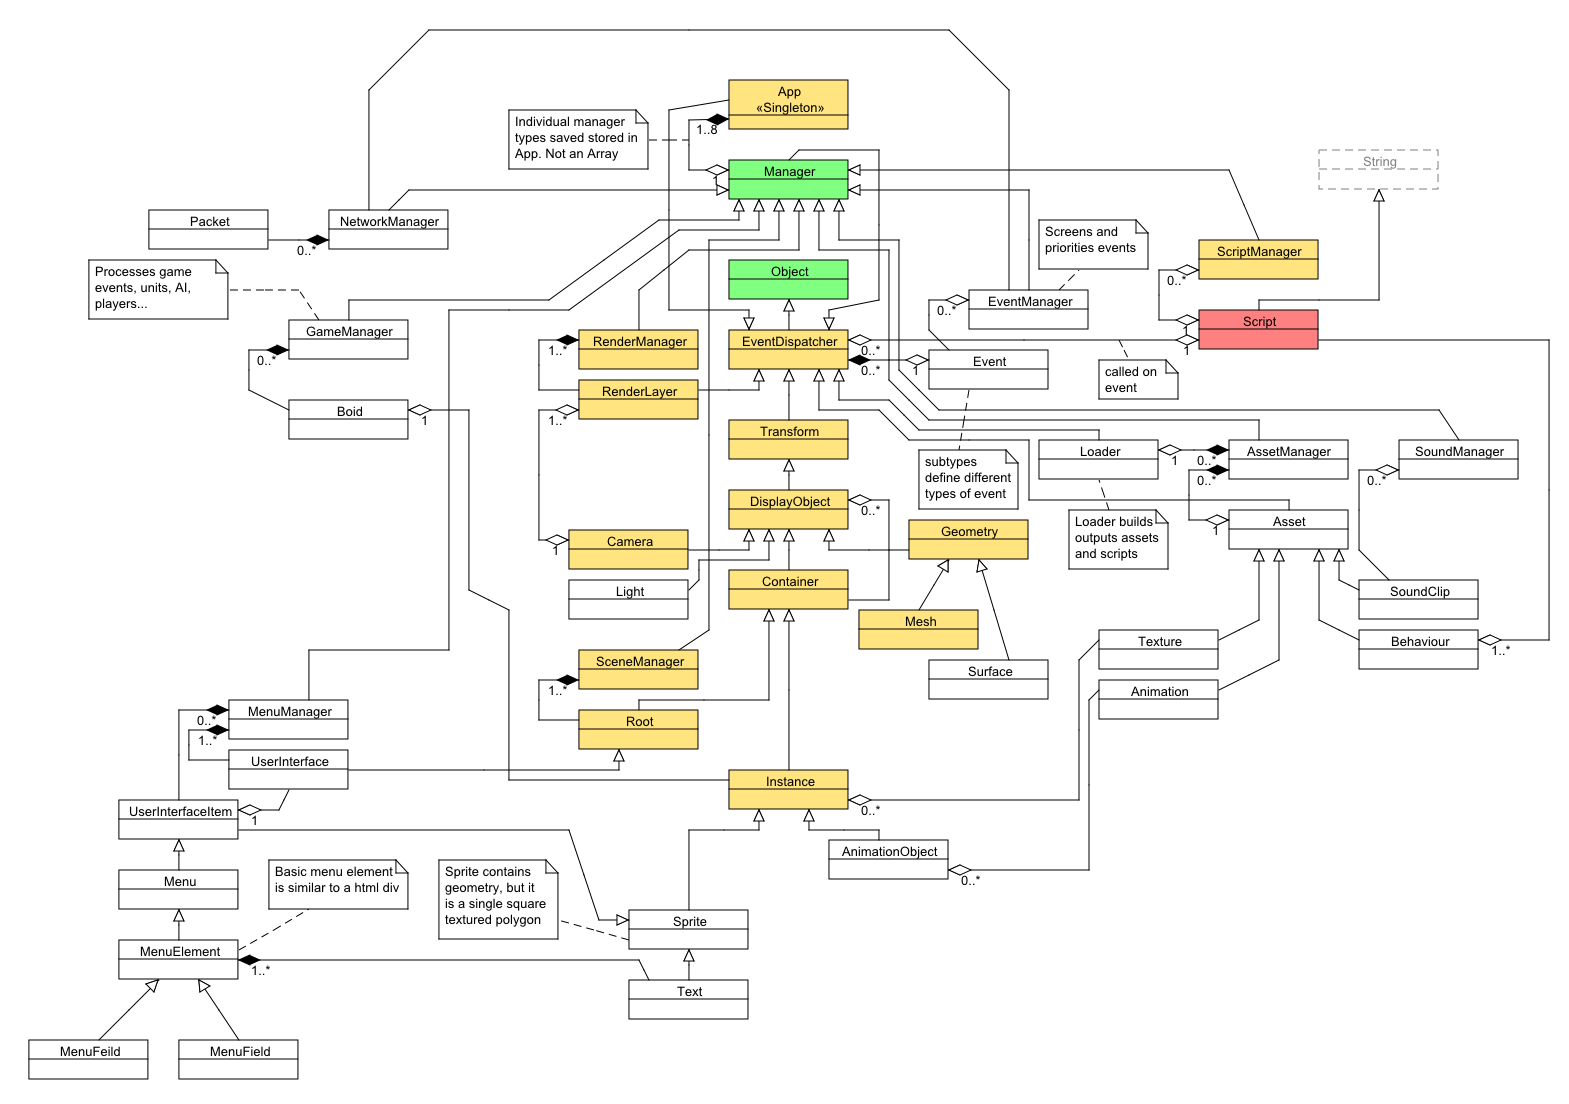 App
«Singleton»
1..8
Individual manager
types saved stored in
App. Not an Array
Manager
1
String
Packet
NetworkManager
0..*
Screens and
priorities events
ScriptManager
0..*
Processes game
events, units, AI,
players...
Object
EventManager
0..*
GameManager
0..*
RenderManager
1..*
EventDispatcher
0..*
0..*
Script
1
1
Event
1
called on
event
RenderLayer
1..*
Boid
1
Transform
Loader
1
AssetManager
0..*
0..*
SoundManager
0..*
subtypes
define different
types of event
DisplayObject
0..*
Camera
1
Geometry
Loader builds
outputs assets
and scripts
Asset
1
Light
Container
SoundClip
Mesh
Texture
Behaviour
1..*
SceneManager
1..*
Surface
Animation
MenuManager
0..*
1..*
Root
UserInterface
Instance
0..*
UserInterfaceItem
1
AnimationObject
0..*
Menu
Basic menu element
is similar to a html div
Sprite contains
geometry, but it
is a single square
textured polygon
Sprite
MenuElement
1..*
Text
MenuFeild
MenuField